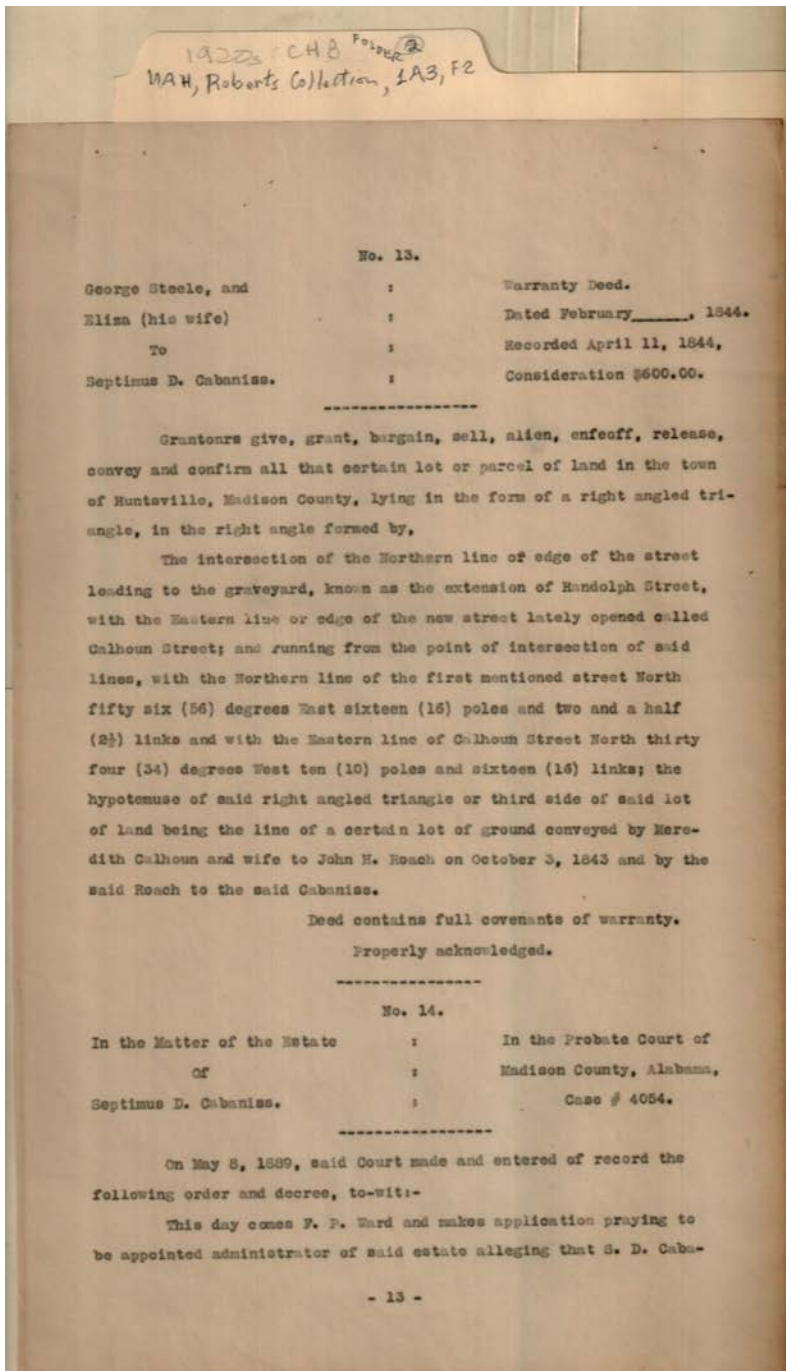 1920s CHB FOLDER 2
UAH, Roberts Collection, 1A3, F2
No. 13.
George Steele, and : Warranty Deed.
Eliza (his wife) : Dated February______, 1844.
To : Recorded April 11, 1844,
Septimus D. Cabaniss. : Consideration $600.00.
-----------------
Grantours give, grant, bargain, sell, alien, enfeoff, release,
convey and confirm all that certain lot or parcel of land in the town
of Huntsville, Madison County, lying in the form of a right angled tri-
angle, in the right angle formed by,
The intersection of the Northern line or edge of the street
leading to the graveyard, known as the extension of Randolph Street,
with the Eastern line or edge of the new street lately opened called
Calhoun Street; and running from the point of intersection of said
lines, with the Northern line of the first mentioned street North
fifty six (56) degrees East sixteen (16) poles and two and a half
(2½) links and with the Eastern line of Calhoun Street North thirty
four (34) degrees West ten (10) poles and sixteen (16) links; the
hypotemuse of said right angled triangle or third side of said lot
of land being the line of a certain lot of ground conveyed by Mere-
dith Calhoun and wife to John H. Roach on October 3, 1843 and by the
said Roach to the said Cabaniss.
Deed contains full covenants of warranty.
Properly acknowledged.
----------------
No. 14.
In the Matter of the Estate : In the Probate Court of
Of : Madison County, Alabama,
Septimus D. Cabaniss. : Case # 4054.
-----------------
On May 8, 1889, said Court made and entered of record the
following order and decree, to-wit:-
This day comes F. P. Ward and makes application praying to
be appointed administrator of said estate alleging that S. D. Caba-
- 13 -